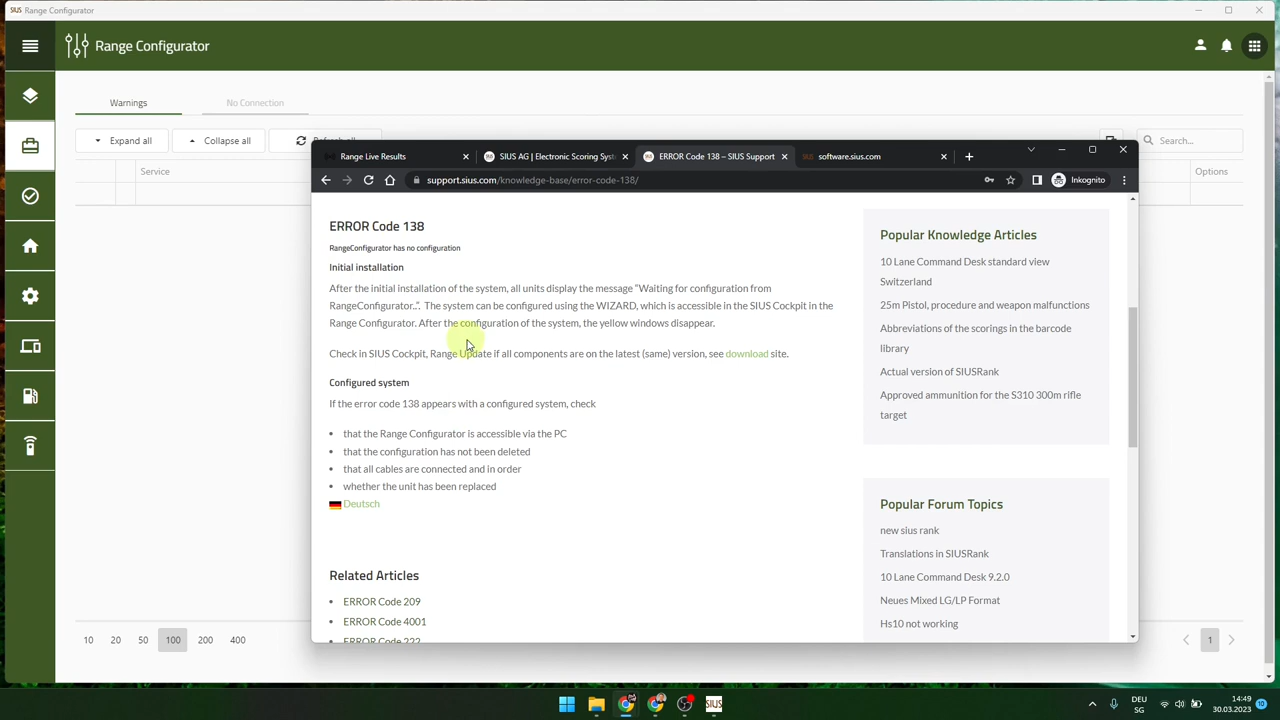 SIUS Range Configurator
Range Configurator
Warnings
No Connection
Expand all
Collapse all
Refresh all
Search...
Service
Options
Range Live Results
SIUS AG | Electronic Scoring Syst
ERROR Code 138 – SIUS Support
software.sius.com
support.sius.com/knowledge-base/error-code-138/
Inkognito
ERROR Code 138
RangeConfigurator has no configuration
Initial installation
After the initial installation of the system, all units display the message “Waiting for configuration from
RangeConfigurator..“. The system can be configured using the WIZARD, which is accessible in the SIUS Cockpit in the
Range Configurator. After the configuration of the system, the yellow windows disappear.
Check in SIUS Cockpit, Range Update if all components are on the latest (same) version, see download site.
Configured system
If the error code 138 appears with a configured system, check
• that the Range Configurator is accessible via the PC
• that the configuration has not been deleted
• that all cables are connected and in order
• whether the unit has been replaced
Deutsch
Related Articles
• ERROR Code 209
• ERROR Code 4001
ERROR Code 222
Popular Knowledge Articles
10 Lane Command Desk standard view
Switzerland
25m Pistol, procedure and weapon malfunctions
Abbreviations of the scorings in the barcode
library
Actual version of SIUSRank
Approved ammunition for the S310 300m rifle
target
Popular Forum Topics
new sius rank
Translations in SIUSRank
10 Lane Command Desk 9.2.0
Neues Mixed LG/LP Format
Hs10 not working
10 20 50 100 200 400
1
SIUS
DEU
SG
14:49
30.03.2023
10